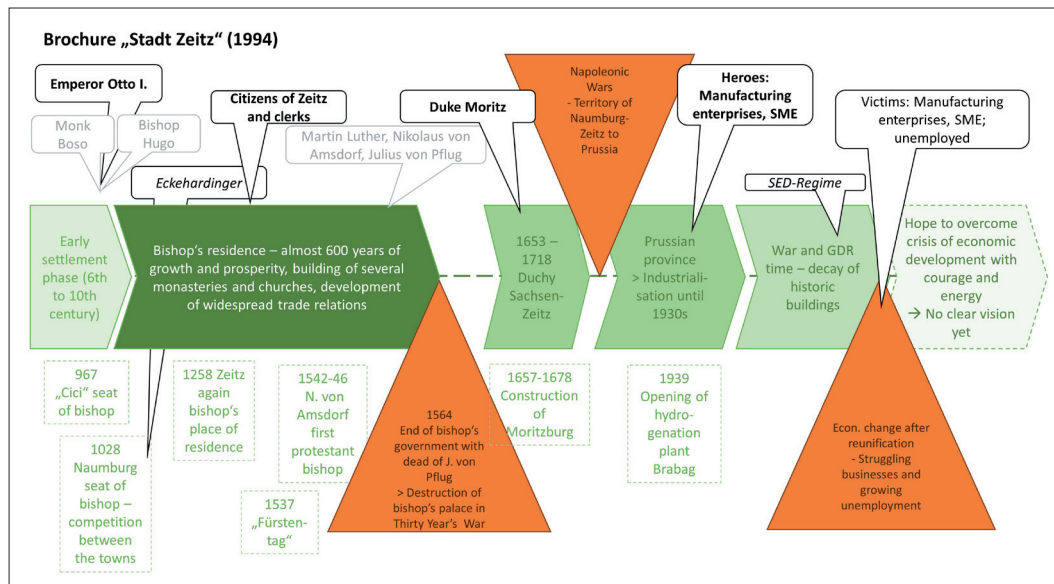 Brochure „Stadt Zeitz“ (1994)
Emperor Otto I.
Monk
Boso
Bishop
Hugo
Citizens of Zeitz
and clerks
Eckehardinger
Martin Luther, Nikolaus von
Amsdorf, Julius von Pflug
Duke Moritz
Napoleonic
Wars
- Territory of
Naumburg-
Zeitz to
Prussia
Heroes:
Manufacturing
enterprises, SME
SED-Regime
Victims: Manufacturing
enterprises, SME;
unemployed
Early
settlement
phase (6th
to 10th
century)
Bishop’s residence – almost 600 years of
growth and prosperity, building of several
monasteries and churches, development
of widespread trade relations
1653 –
1718
Duchy
Sachsen-
Zeitz
Prussian
province
> Industriali-
sation until
1930s
War and GDR
time – decay of
historic
buildings
Hope to overcome
crisis of economic
development with
courage and
energy
→ No clear vision
yet
967
„Cici“ seat
of bishop
1028
Naumburg
seat of
bishop –
competition
between
the towns
1258 Zeitz
again
bishop’s
place of
residence
1542-46
N. von
Amsdorf
first
protestant
bishop
1537
„Fürsten-
tag“
1564
End of bishop’s
government with
dead of J. von
Pflug
> Destruction of
bishop’s palace in
Thirty Year’s War
1657-1678
Construction
of
Moritzburg
1939
Opening of
hydro-
genation
plant
Brabag
Econ. change after
reunification
- Struggling
businesses and
growing
unemployment